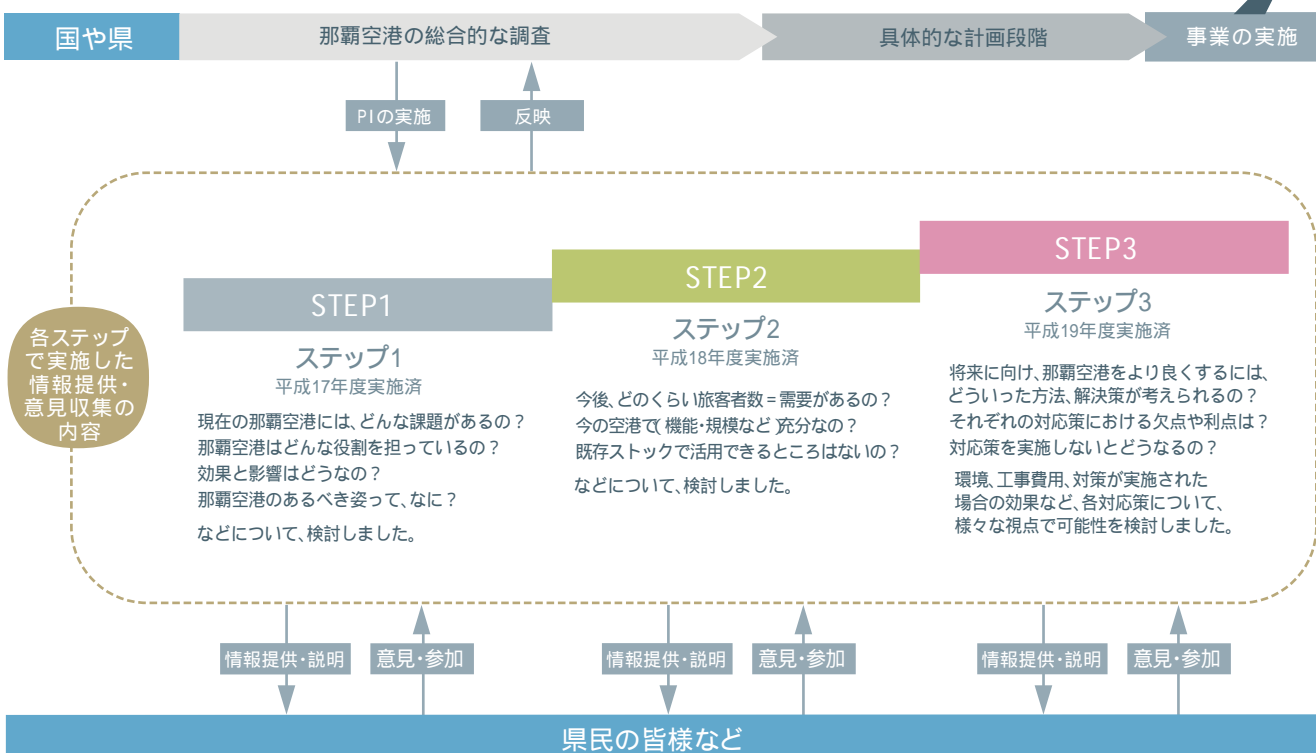 国や県
那覇空港の総合的な調査
具体的な計画段階
事業の実施
PIの実施
反映
各ステップ
で実施した
情報提供・
意見収集の
内容
STEP1
ステップ1
平成17年度実施済
現在の那覇空港には、どんな課題があるの?
那覇空港はどんな役割を担っているの?
効果と影響はどうなの?
那覇空港のあるべき姿って、なに?
などについて、検討しました。
STEP2
ステップ2
平成18年度実施済
今後、どのくらい旅客者数=需要があるの?
今の空港で(機能・規模など)充分なの?
既存ストックで活用できるところはないの?
などについて、検討しました。
STEP3
ステップ3
平成19年度実施済
将来に向け、那覇空港をより良くするには、
どういった方法、解決策が考えられるの?
それぞれの対応策における欠点や利点は?
対応策を実施しないとどうなるの?
環境、工事費用、対策が実施された
場合の効果など、各対応策について、
様々な視点で可能性を検討しました。
情報提供・説明
意見・参加
情報提供・説明
意見・参加
情報提供・説明
意見・参加
県民の皆様など